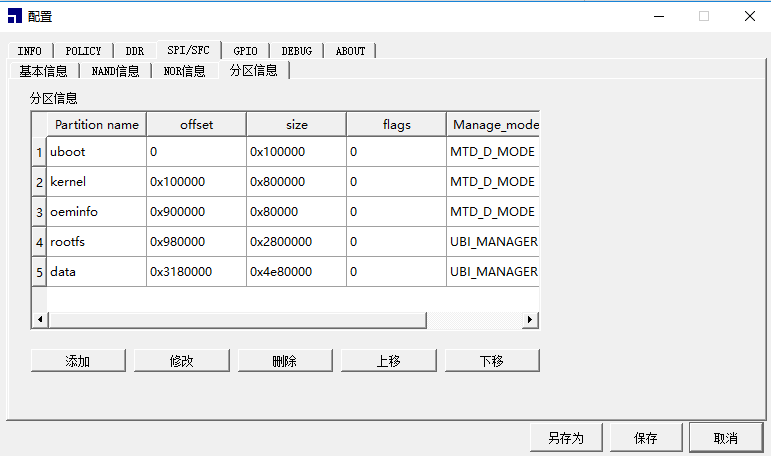 配置
INFO POLICY DDR SPI/SFC GPIO DEBUG ABOUT
基本信息 NAND信息 NOR信息 分区信息
分区信息
Partition name offset size flags Manage_mode
1 uboot 0 0x100000 0 MTD_D_MODE
2 kernel 0x100000 0x800000 0 MTD_D_MODE
3 oeminfo 0x900000 0x80000 0 MTD_D_MODE
4 rootfs 0x980000 0x2800000 0 UBI_MANAGER
5 data 0x3180000 0x4e80000 0 UBI_MANAGER
添加 修改 删除 上移 下移
另存为 保存 取消